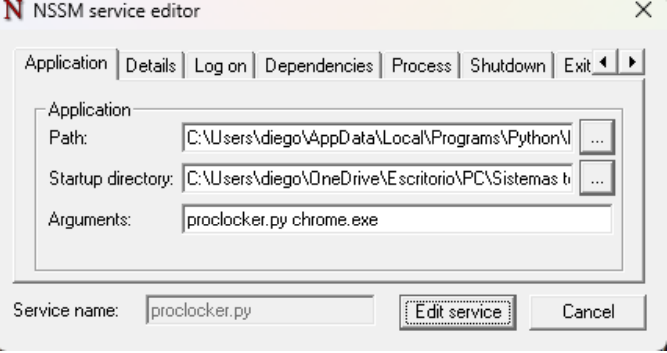 N NSSM service editor
Application Details Log on Dependencies Process Shutdown Exit
Application
Path: C:\Users\diego\AppData\Local\Programs\Python\ ...
Startup directory: C:\Users\diego\OneDrive\Escritorio\PC\Sistemas ...
Arguments: proclocker.py chrome.exe
Service name: proclocker.py Edit service Cancel